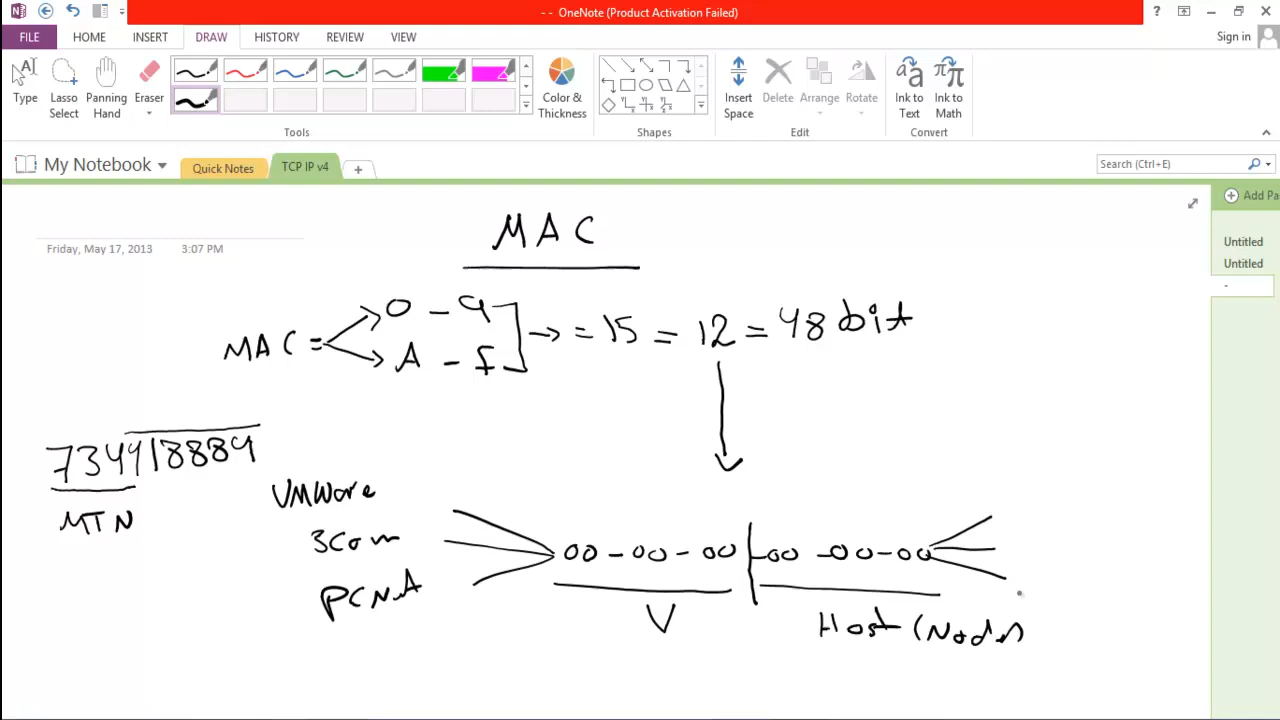 - - OneNote (Product Activation Failed)
?
FILE HOME INSERT DRAW HISTORY REVIEW VIEW
Sign in
Type Lasso Select Panning Hand Eraser Color & Thickness Insert Space Delete Arrange Rotate Ink to Text Ink to Math
Tools Shapes Edit Convert
My Notebook Quick Notes TCP IP v4 Search (Ctrl+E)
Add Pa
Untitled
Untitled
-
Friday, May 17, 2013 3:07 PM
MAC
MAC = 0 - 9
A - f
= 15 = 12 = 48 bit
734418889
MTN
VMWare
3Com
PCNA
00 - 00 - 00 - 00 - 00 - 00
V
Host (Node)